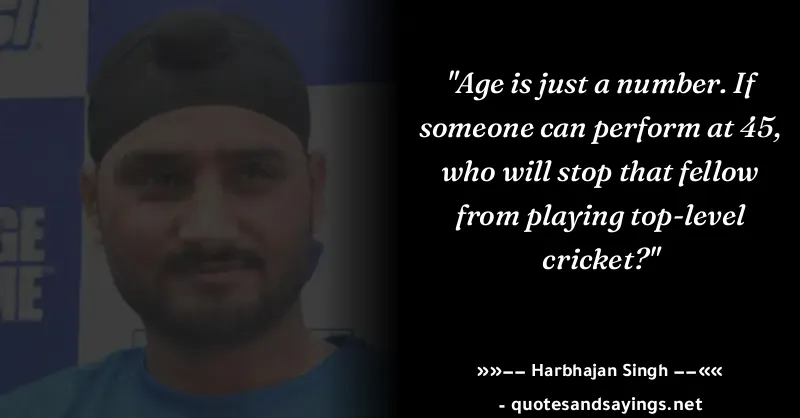 "Age is just a number. If
someone can perform at 45,
who will stop that fellow
from playing top-level
cricket?"
»»–– Harbhajan Singh ––««
- quotesandsayings.net